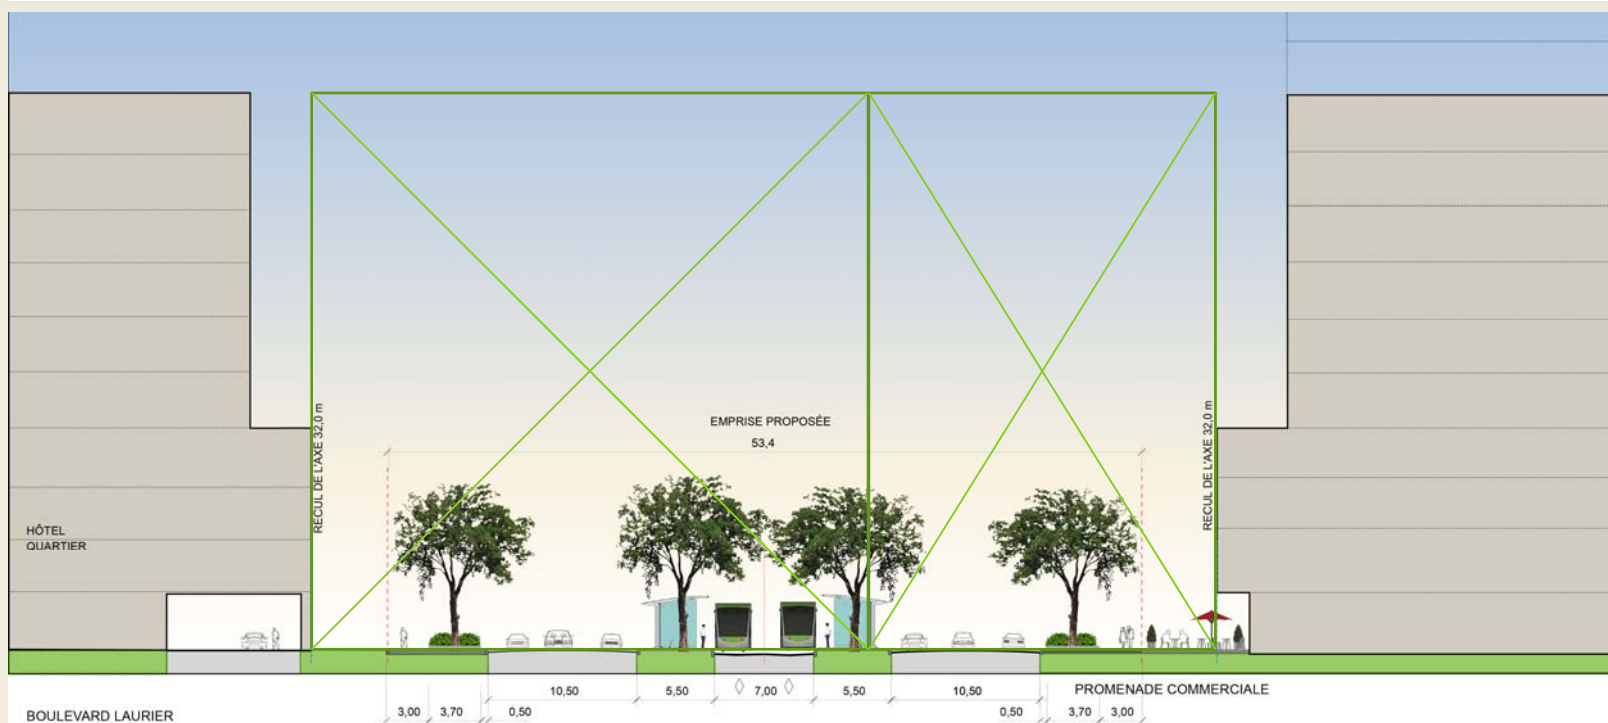 EMPRISE PROPOSÉE
53,4
RECUL DE L'AXE 32,0 m
RECUL DE L'AXE 32,0 m
HÔTEL
QUARTIER
10,50 5,50 7,00 5,50 10,50 PROMENADE COMMERCIALE
BOULEVARD LAURIER 3,00 3,70 0,50 0,50 3,70 3,00